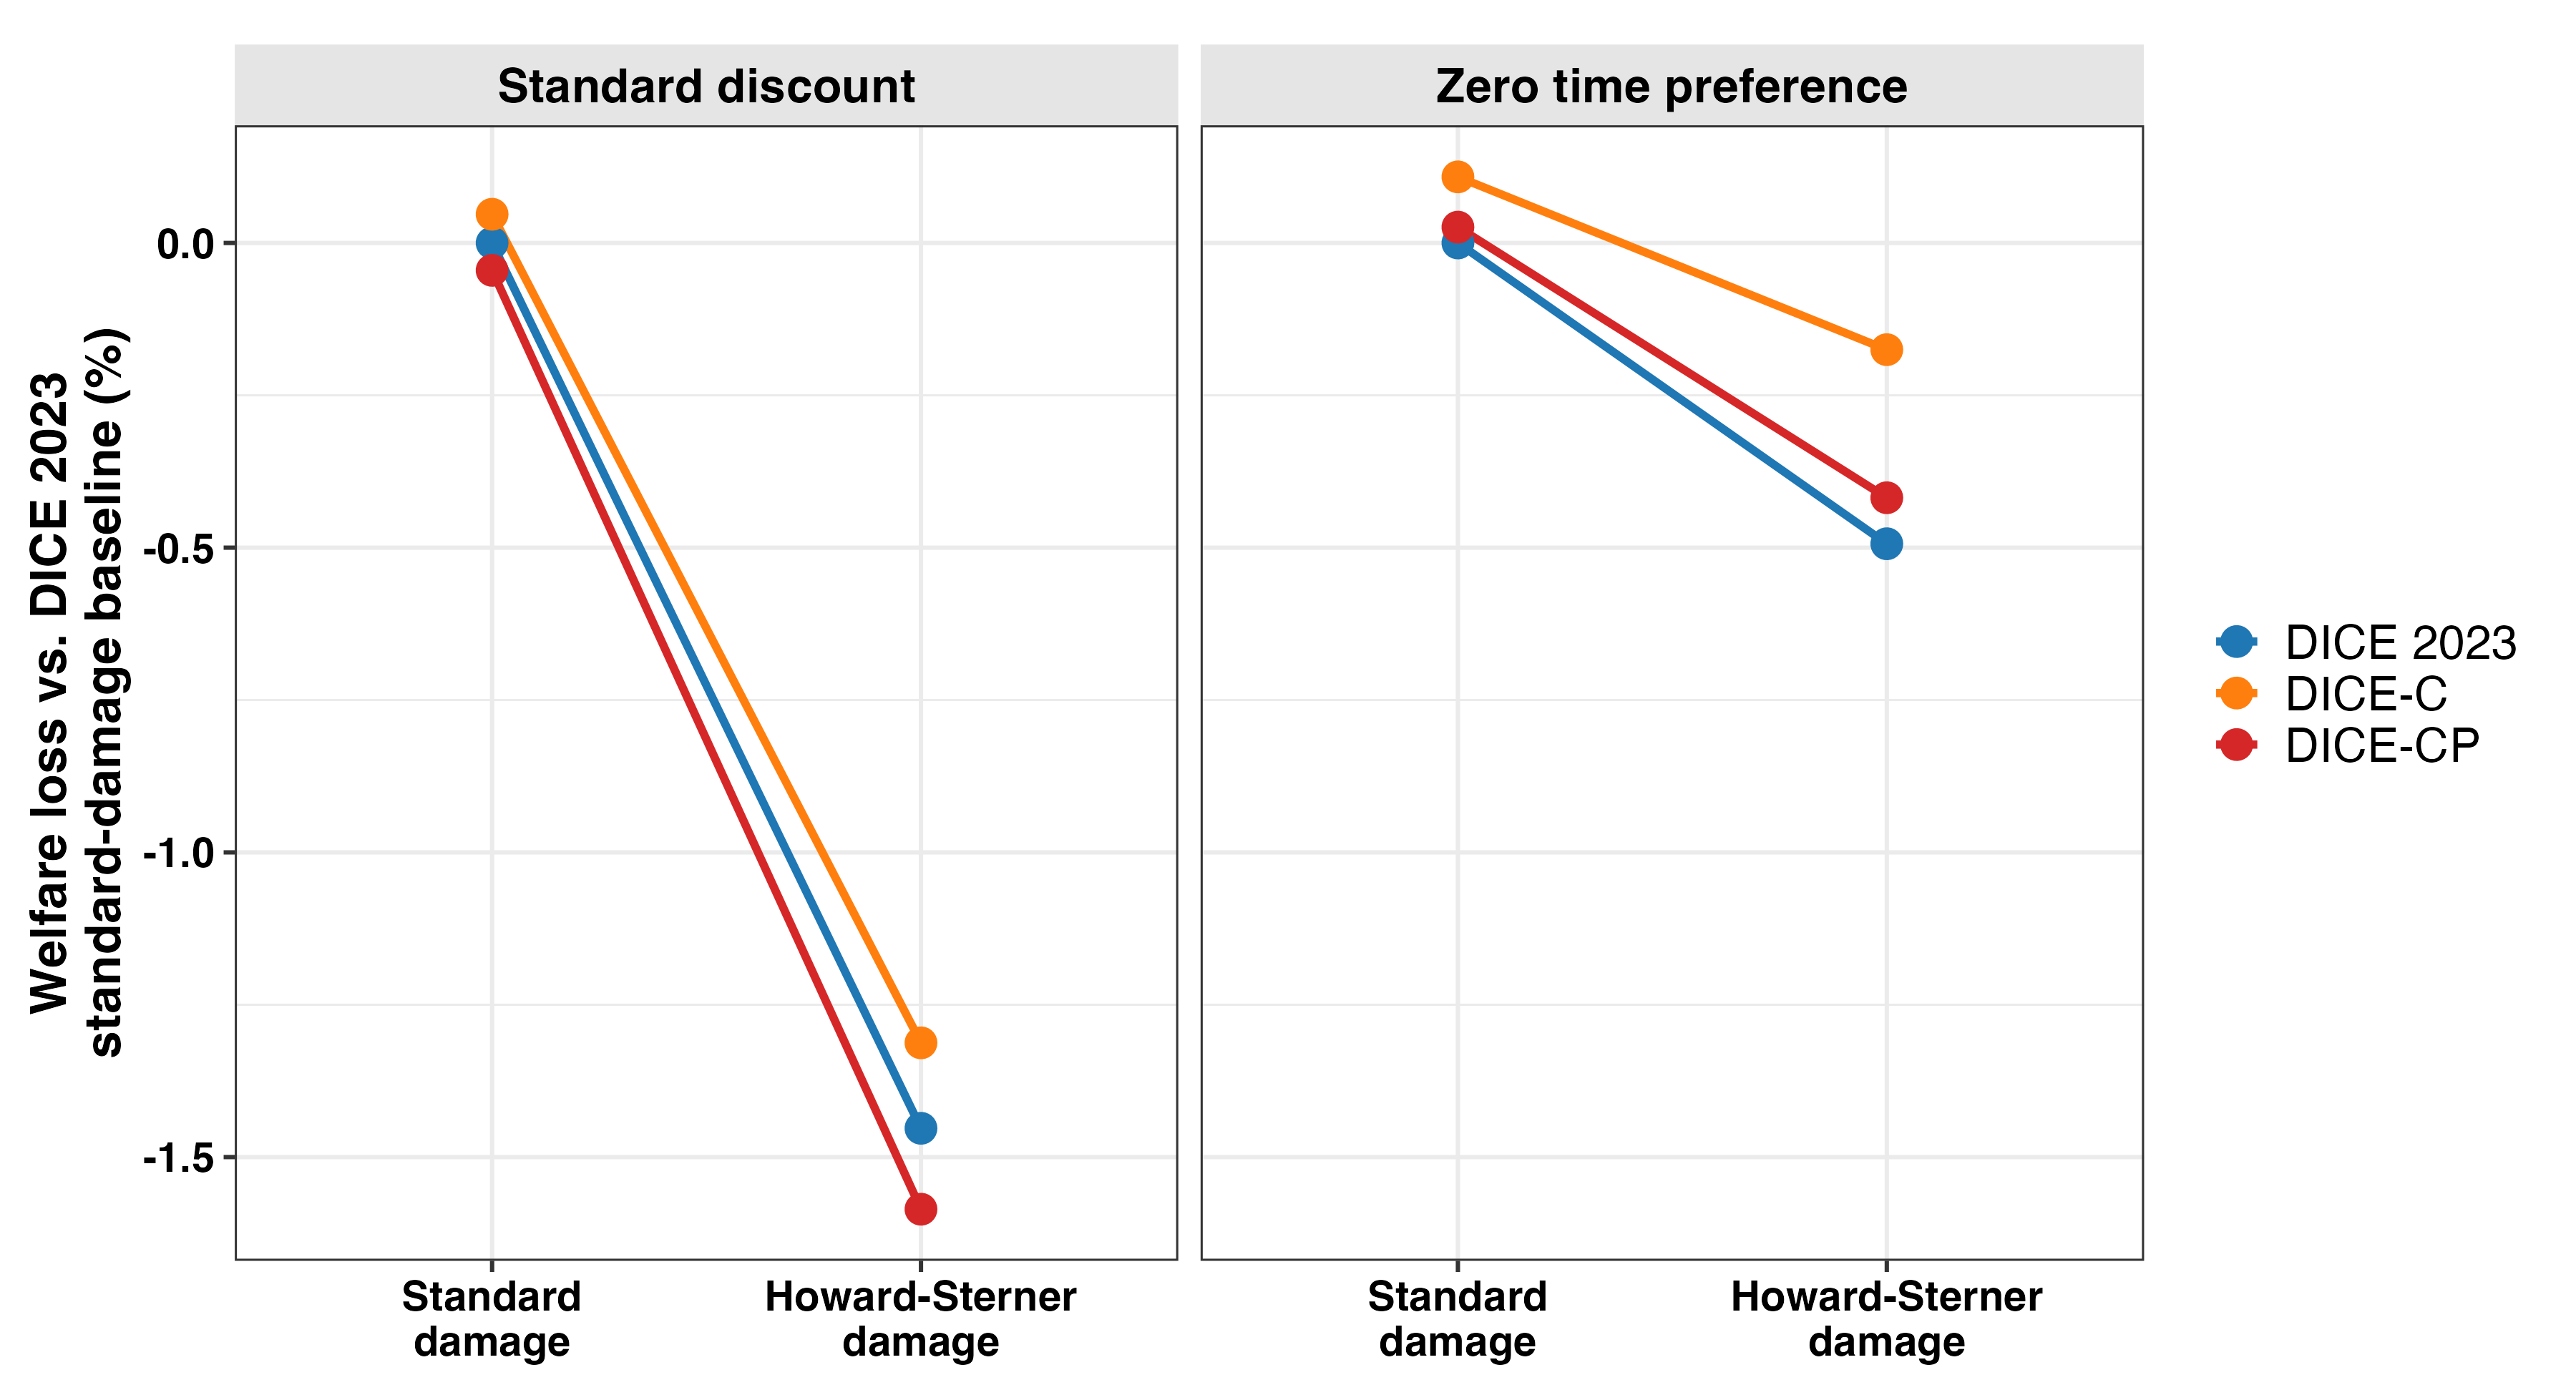 Standard discount
Zero time preference
Welfare loss vs. DICE 2023
standard-damage baseline (%)
0.0
-0.5
-1.0
-1.5
Standard
damage
Howard-Sterner
damage
Standard
damage
Howard-Sterner
damage
DICE 2023
DICE-C
DICE-CP